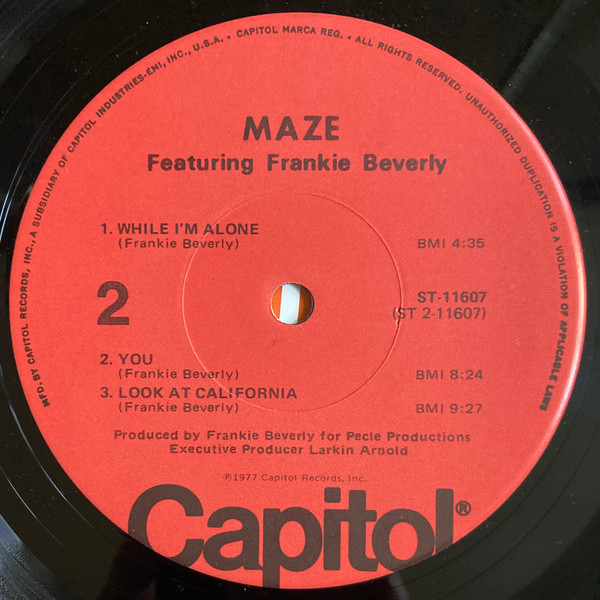 MFG. BY CAPITOL RECORDS, INC., A SUBSIDIARY OF CAPITOL INDUSTRIES-EMI, INC., U.S.A. • CAPITOL MARCA REG. • ALL RIGHTS RESERVED. UNAUTHORIZED DUPLICATION IS A VIOLATION OF APPLICABLE LAWS
MAZE
Featuring Frankie Beverly
1. WHILE I'M ALONE
(Frankie Beverly) BMI 4:35
2
ST-11607
(ST 2-11607)
2. YOU
(Frankie Beverly) BMI 8:24
3. LOOK AT CALIFORNIA
(Frankie Beverly) BMI 9:27
Produced by Frankie Beverly for Pecle Productions
Executive Producer Larkin Arnold
℗1977 Capitol Records, Inc.
Capitol®